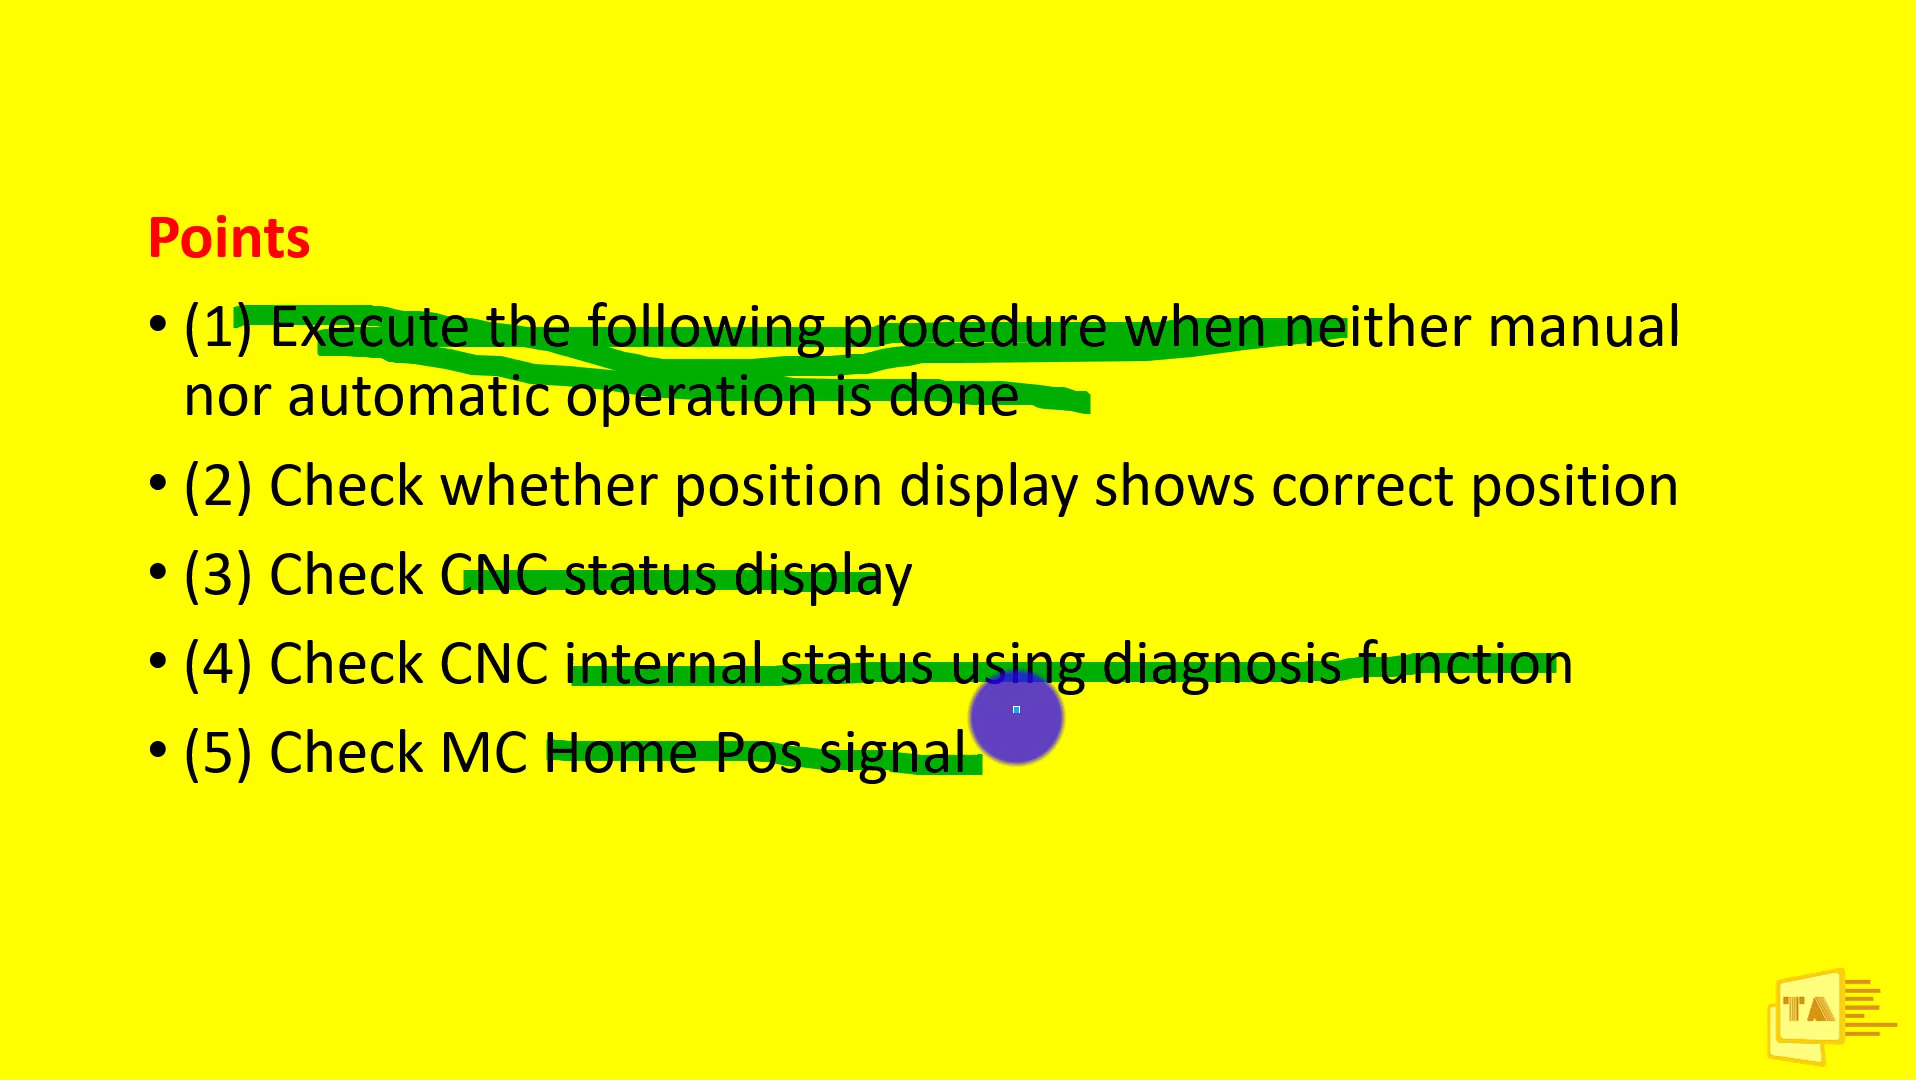 Points
• (1) Execute the following procedure when neither manual
nor automatic operation is done
• (2) Check whether position display shows correct position
• (3) Check CNC status display
• (4) Check CNC internal status using diagnosis function
• (5) Check MC Home Pos signal
TA